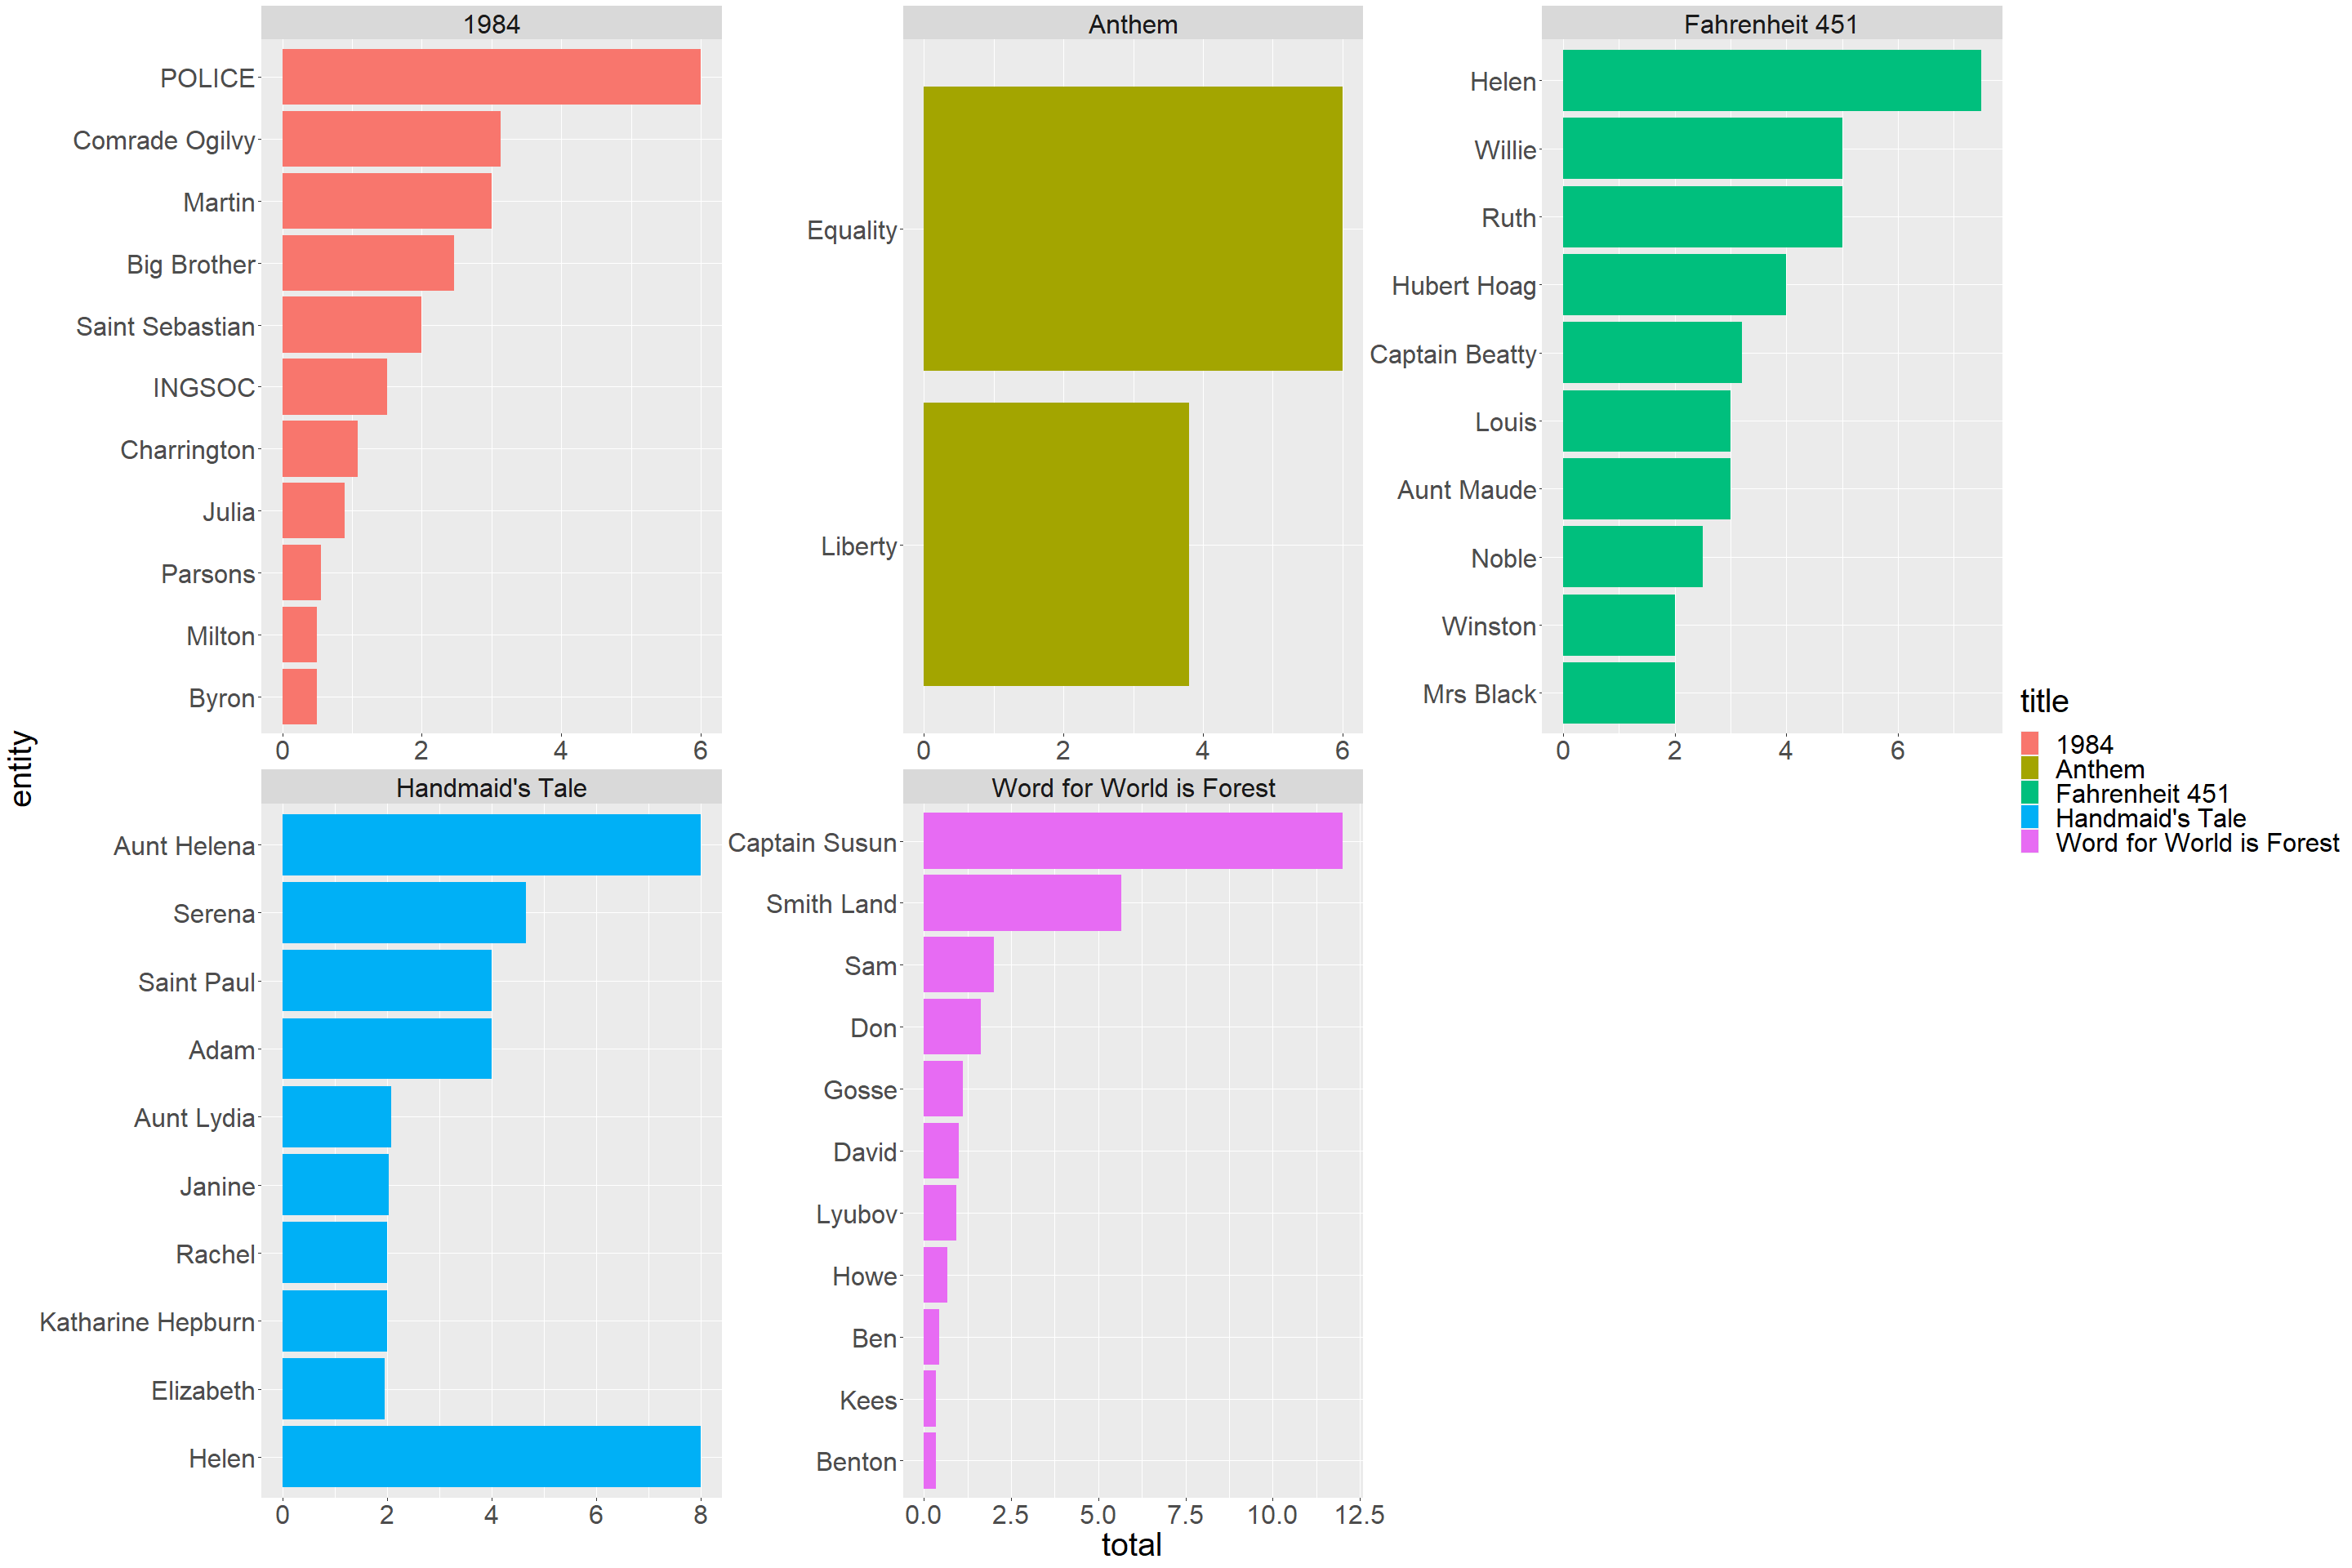 1984
POLICE
Comrade Ogilvy
Martin
Big Brother
Saint Sebastian
INGSOC
Charrington
Julia
Parsons
Milton
Byron
0 2 4 6
Anthem
Equality
Liberty
0 2 4 6
Fahrenheit 451
Helen
Willie
Ruth
Hubert Hoag
Captain Beatty
Louis
Aunt Maude
Noble
Winston
Mrs Black
0 2 4 6
Handmaid's Tale
Aunt Helena
Serena
Saint Paul
Adam
Aunt Lydia
Janine
Rachel
Katharine Hepburn
Elizabeth
Helen
0 2 4 6 8
Word for World is Forest
Captain Susun
Smith Land
Sam
Don
Gosse
David
Lyubov
Howe
Ben
Kees
Benton
0.0 2.5 5.0 7.5 10.0 12.5
entity
total
title
1984
Anthem
Fahrenheit 451
Handmaid's Tale
Word for World is Forest